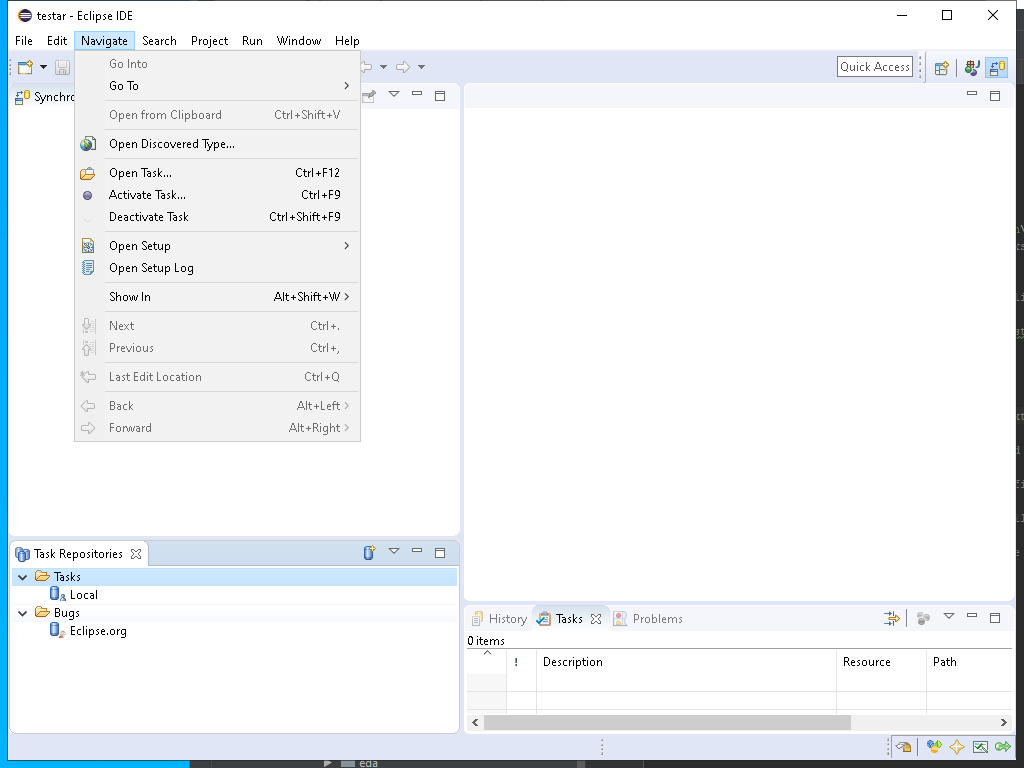 testar - Eclipse IDE
File Edit Navigate Search Project Run Window Help
Quick Access
Synchro
Go Into
Go To
Open from Clipboard Ctrl+Shift+V
Open Discovered Type...
Open Task... Ctrl+F12
Activate Task... Ctrl+F9
Deactivate Task Ctrl+Shift+F9
Open Setup
Open Setup Log
Show In Alt+Shift+W
Next Ctrl+.
Previous Ctrl+,
Last Edit Location Ctrl+Q
Back Alt+Left
Forward Alt+Right
Task Repositories
Tasks
Local
Bugs
Eclipse.org
History Tasks Problems
0 items
! Description Resource Path
eda